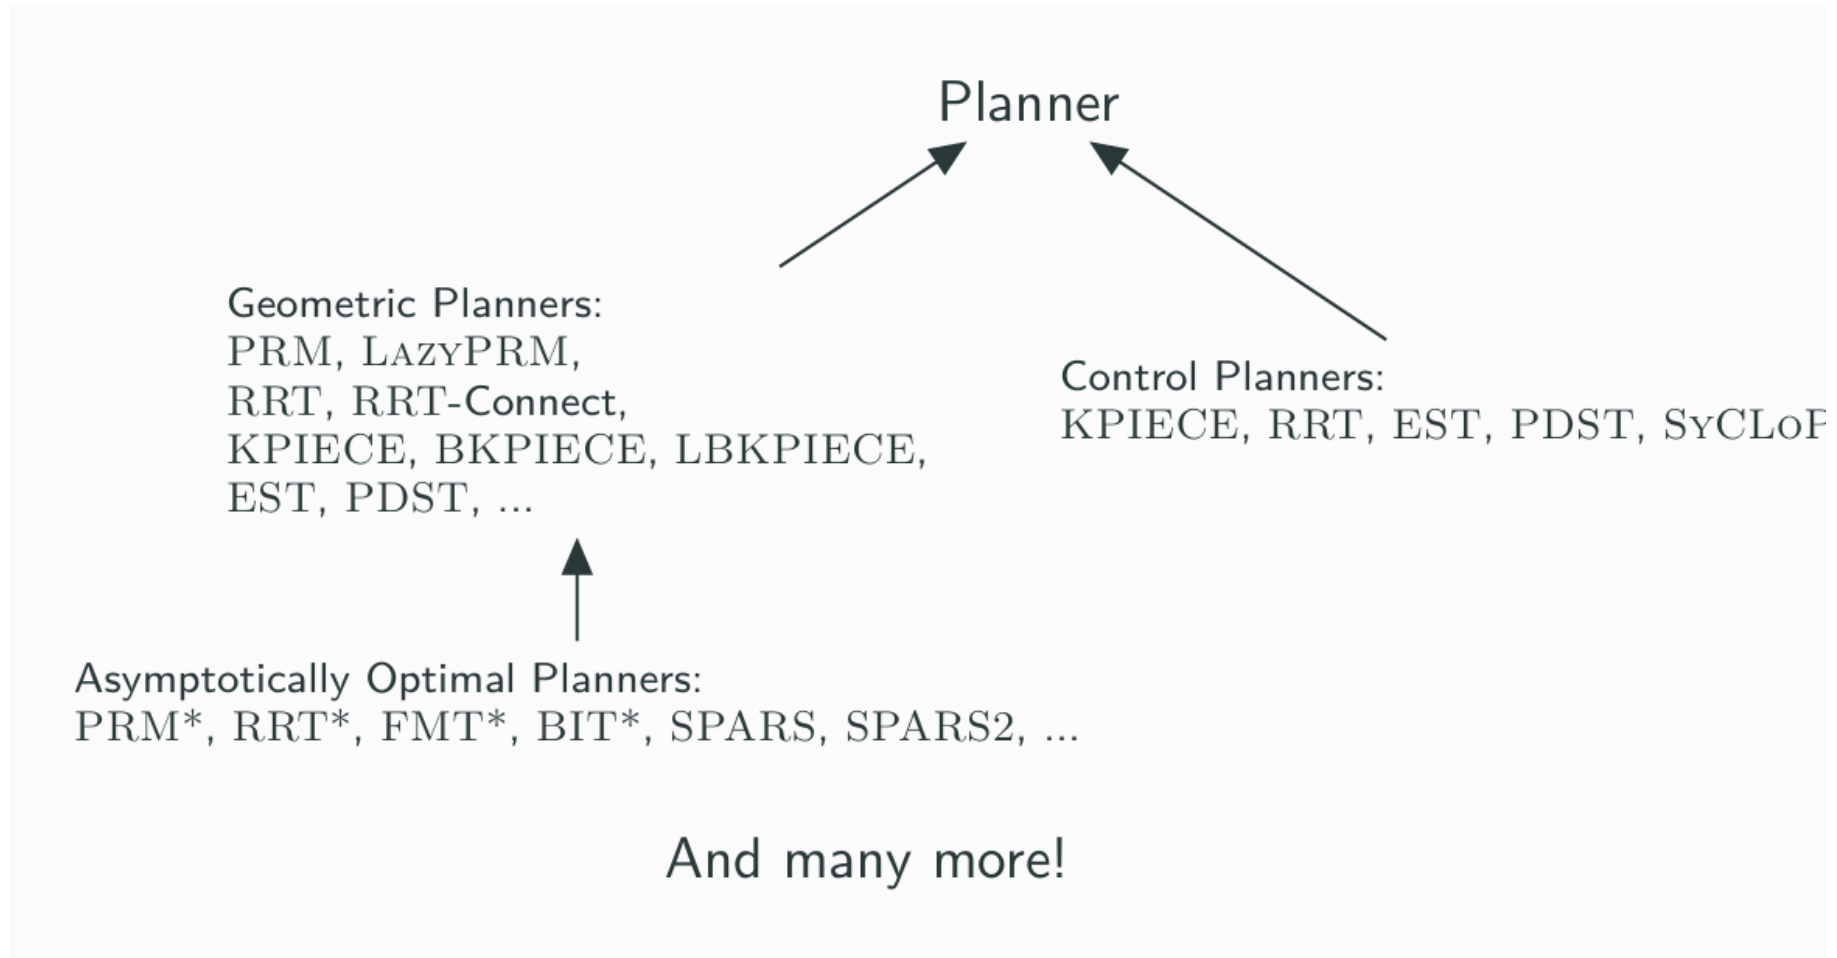 Planner
Geometric Planners:
PRM, LazyPRM,
RRT, RRT-Connect,
KPIECE, BKPIECE, LBKPIECE,
EST, PDST, ...
Control Planners:
KPIECE, RRT, EST, PDST, SyCLoP
Asymptotically Optimal Planners:
PRM*, RRT*, FMT*, BIT*, SPARS, SPARS2, ...
And many more!